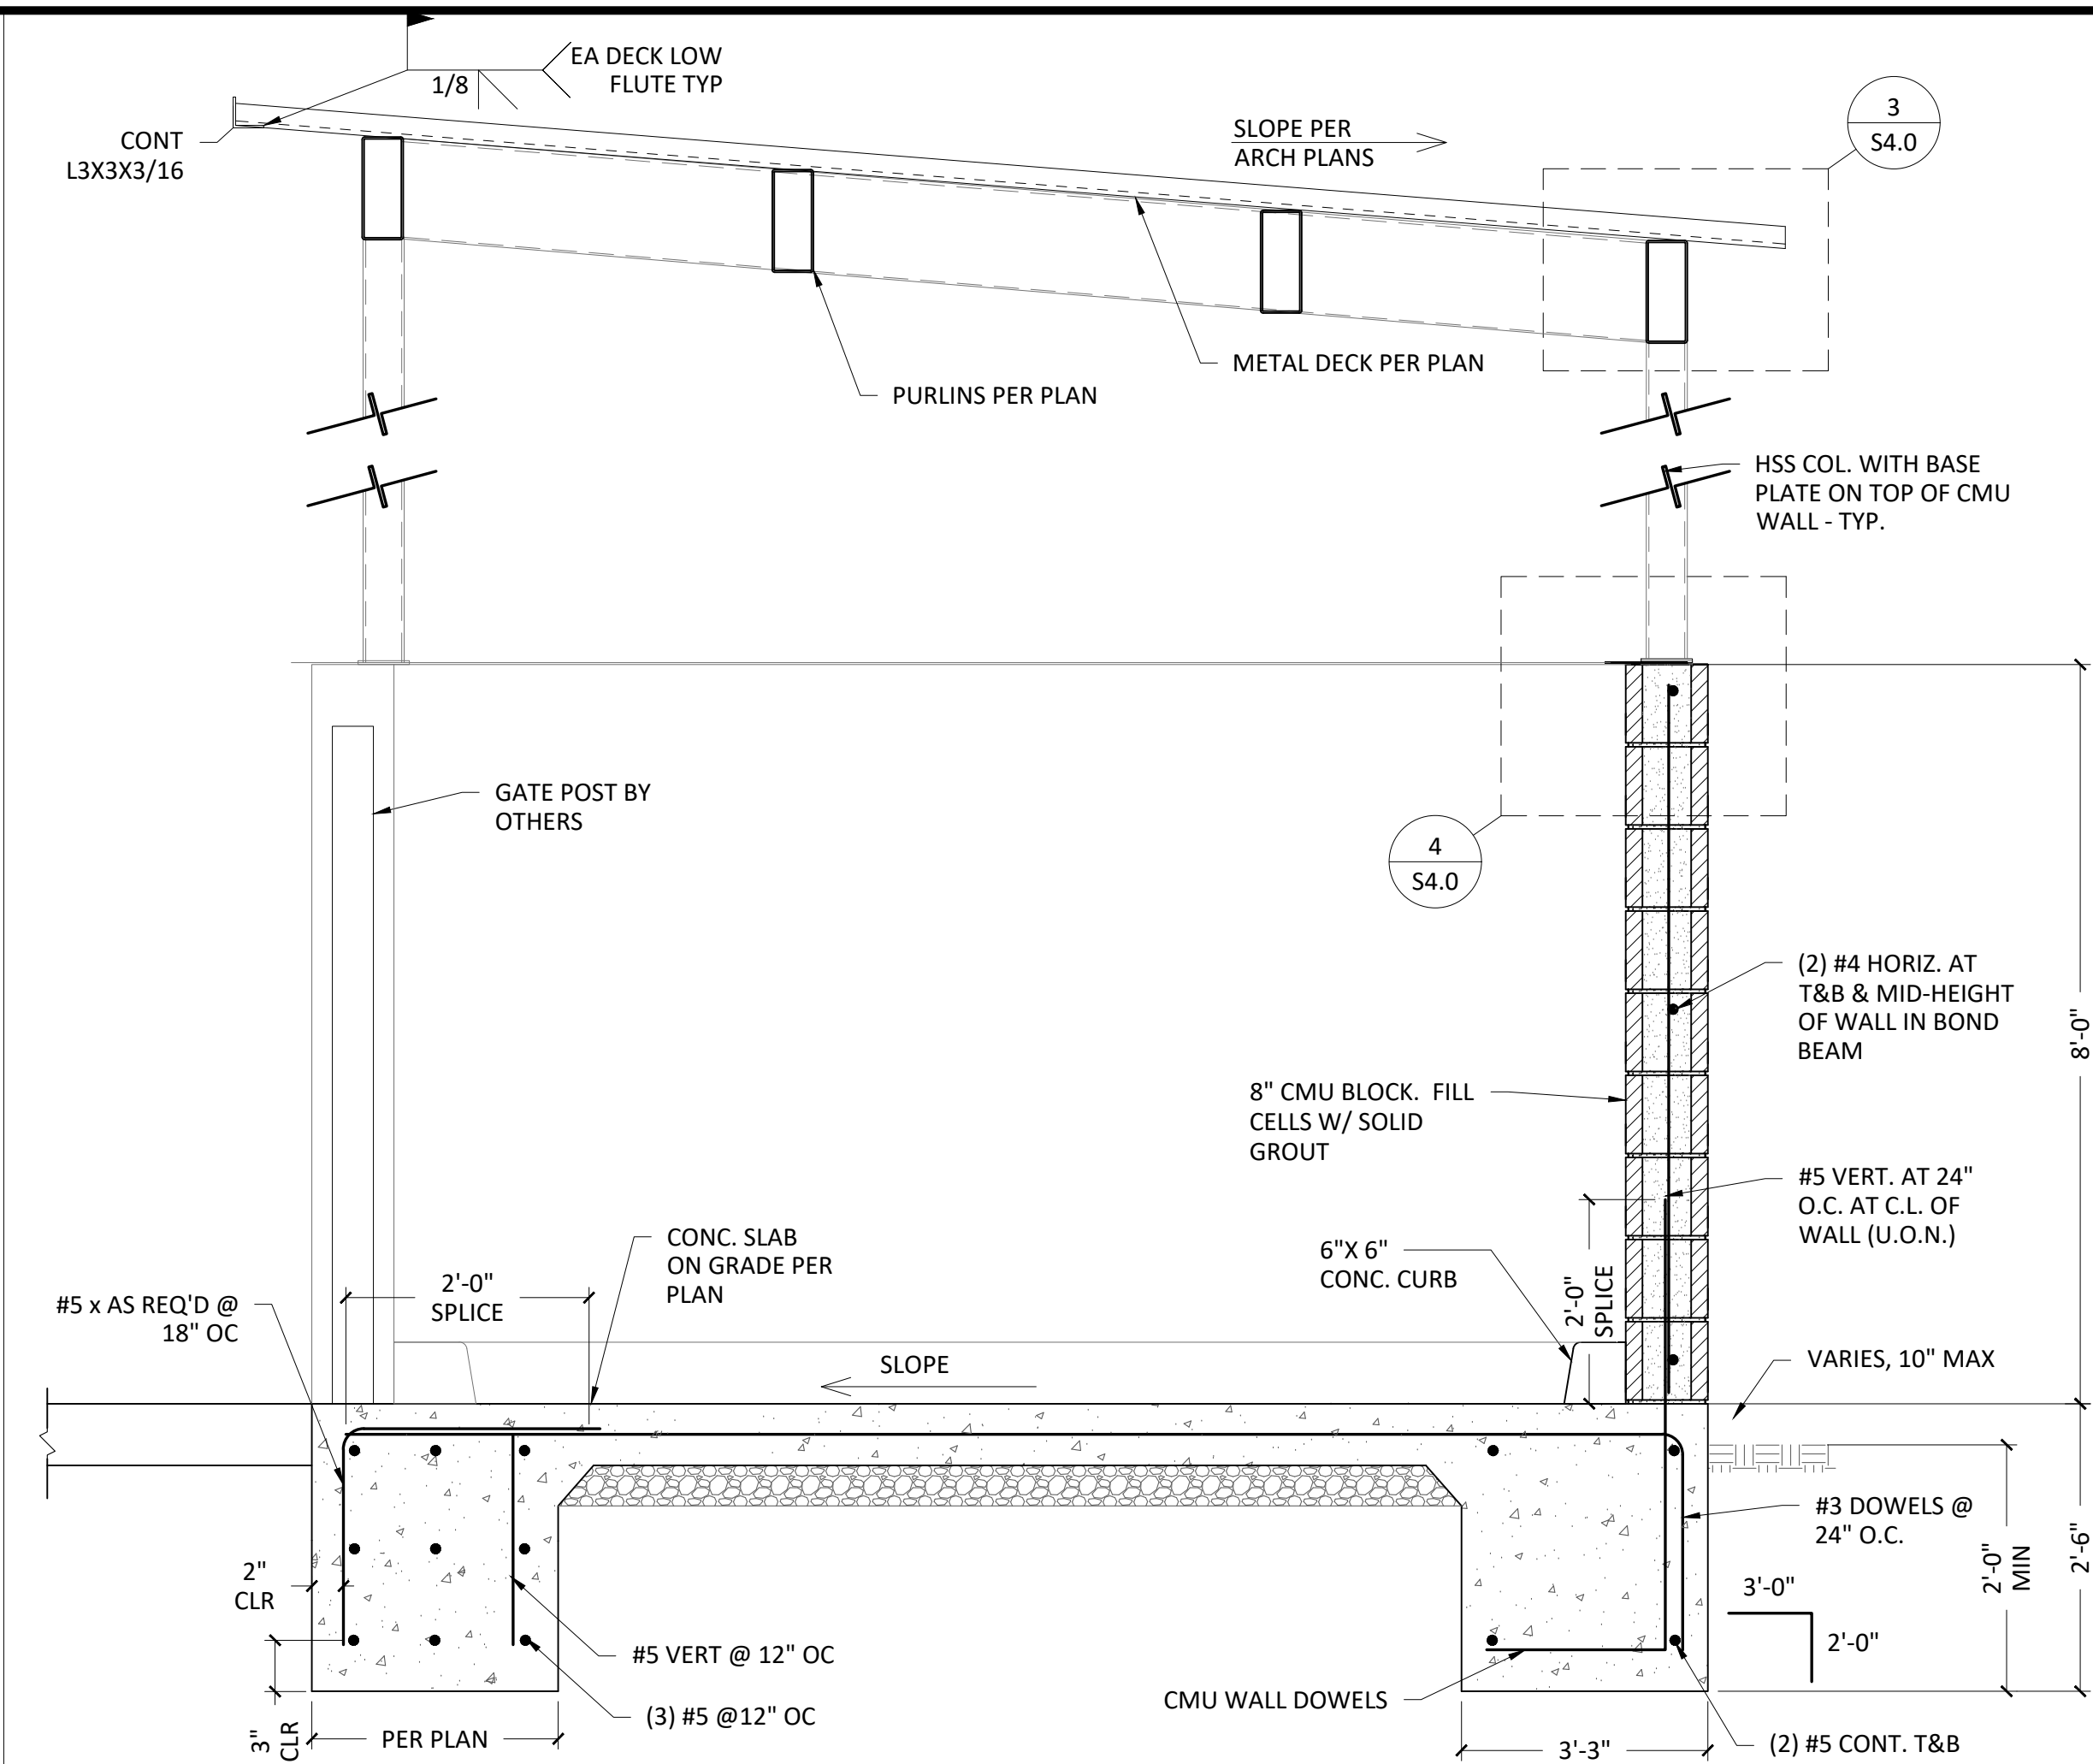 EA DECK LOW
FLUTE TYP
1/8
CONT
L3X3X3/16
SLOPE PER
ARCH PLANS
3
S4.0
METAL DECK PER PLAN
PURLINS PER PLAN
HSS COL. WITH BASE
PLATE ON TOP OF CMU
WALL - TYP.
GATE POST BY
OTHERS
4
S4.0
(2) #4 HORIZ. AT
T&B & MID-HEIGHT
OF WALL IN BOND
BEAM
8'-0"
8" CMU BLOCK. FILL
CELLS W/ SOLID
GROUT
#5 VERT. AT 24"
O.C. AT C.L. OF
WALL (U.O.N.)
CONC. SLAB
ON GRADE PER
PLAN
6"X 6"
CONC. CURB
2'-0"
SPLICE
2'-0"
SPLICE
#5 x AS REQ'D @
18" OC
SLOPE
VARIES, 10" MAX
#3 DOWELS @
24" O.C.
2'-0"
MIN
2'-6"
2"
CLR
3'-0"
2'-0"
#5 VERT @ 12" OC
CMU WALL DOWELS
(3) #5 @12" OC
3"
CLR
PER PLAN
3'-3"
(2) #5 CONT. T&B